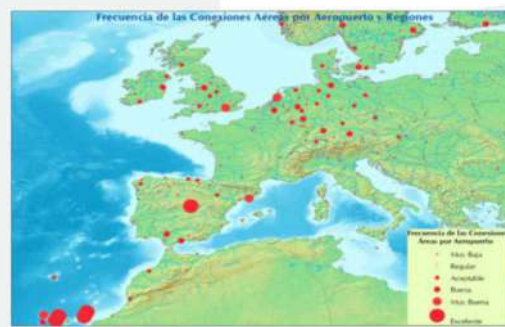 Frecuencia de las Conexiones Aéreas por Aeropuerto y Regiones
Frecuencia de las Conexiones
Áreas por Aeropuerto
Muy Baja
Regular
Aceptable
Buena
Muy Buena
Excelente